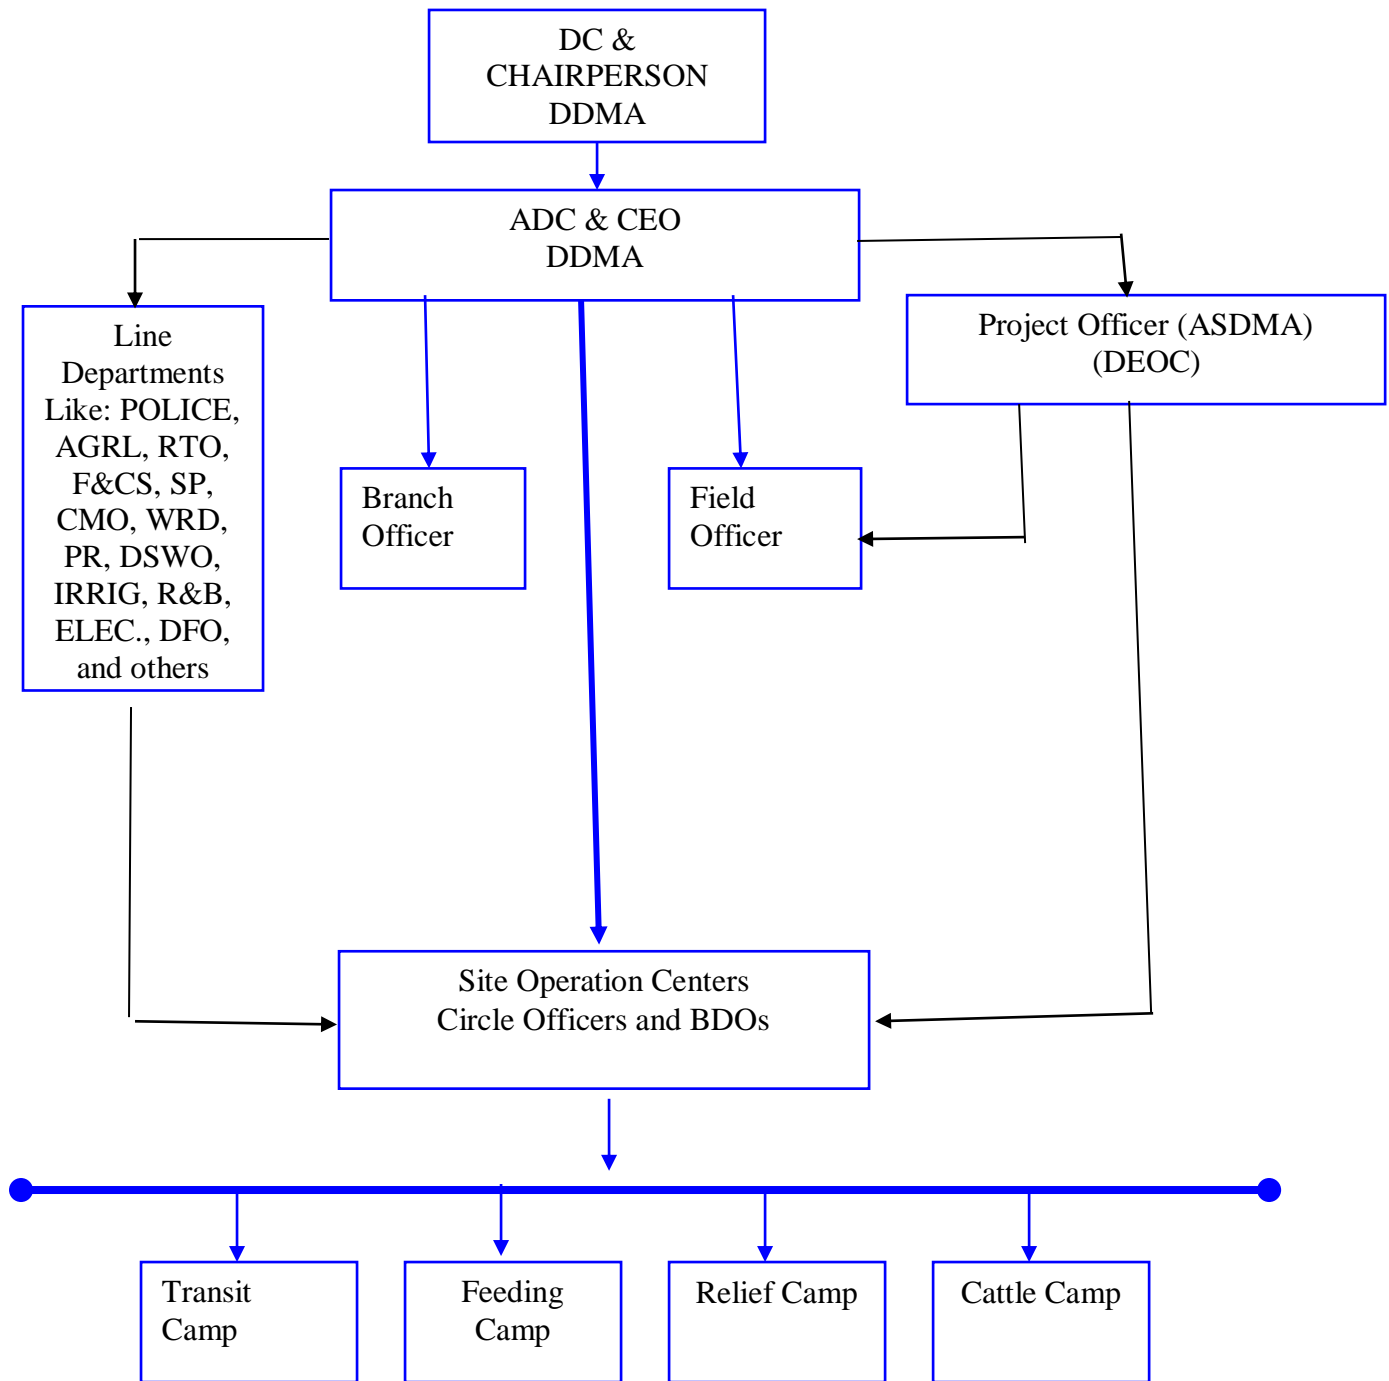 DC &
CHAIRPERSON
DDMA
ADC & CEO
DDMA
Line
Departments
Like: POLICE,
AGRL, RTO,
F&CS, SP,
CMO, WRD,
PR, DSWO,
IRRIG, R&B,
ELEC., DFO,
and others
Project Officer (ASDMA)
(DEOC)
Branch
Officer
Field
Officer
Site Operation Centers
Circle Officers and BDOs
Transit
Camp
Feeding
Camp
Relief Camp
Cattle Camp